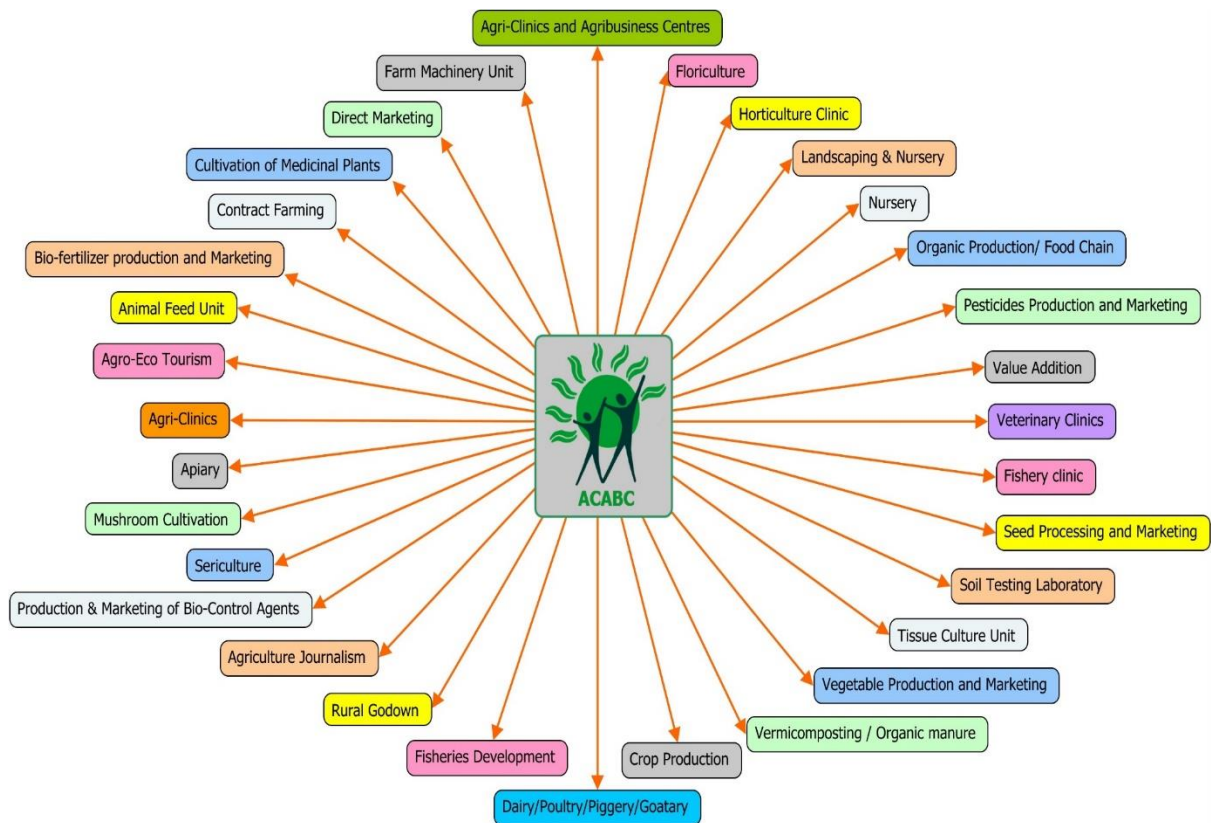 Agri-Clinics and Agribusiness Centres
Farm Machinery Unit
Floriculture
Direct Marketing
Horticulture Clinic
Cultivation of Medicinal Plants
Landscaping & Nursery
Contract Farming
Nursery
Bio-fertilizer production and Marketing
Organic Production/ Food Chain
Animal Feed Unit
Pesticides Production and Marketing
Agro-Eco Tourism
Value Addition
Agri-Clinics
Veterinary Clinics
Apiary
Fishery clinic
ACABC
Mushroom Cultivation
Seed Processing and Marketing
Sericulture
Soil Testing Laboratory
Production & Marketing of Bio-Control Agents
Tissue Culture Unit
Agriculture Journalism
Vegetable Production and Marketing
Rural Godown
Vermicomposting / Organic manure
Fisheries Development
Crop Production
Dairy/Poultry/Piggery/Goatary